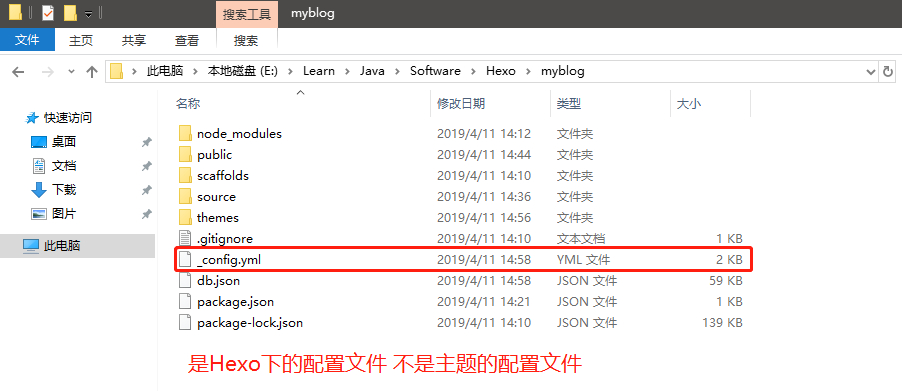 搜索工具 myblog
文件 主页 共享 查看 搜索
此电脑 本地磁盘 (E:) Learn Java Software Hexo myblog
名称 修改日期 类型 大小
快速访问
桌面
文档
下载
图片
此电脑
node_modules 2019/4/11 14:12 文件夹
public 2019/4/11 14:44 文件夹
scaffolds 2019/4/11 14:10 文件夹
source 2019/4/11 14:36 文件夹
themes 2019/4/11 14:56 文件夹
.gitignore 2019/4/11 14:10 文本文档 1 KB
_config.yml 2019/4/11 14:58 YML 文件 2 KB
db.json 2019/4/11 14:58 JSON 文件 59 KB
package.json 2019/4/11 14:21 JSON 文件 1 KB
package-lock.json 2019/4/11 14:10 JSON 文件 139 KB
是Hexo下的配置文件 不是主题的配置文件